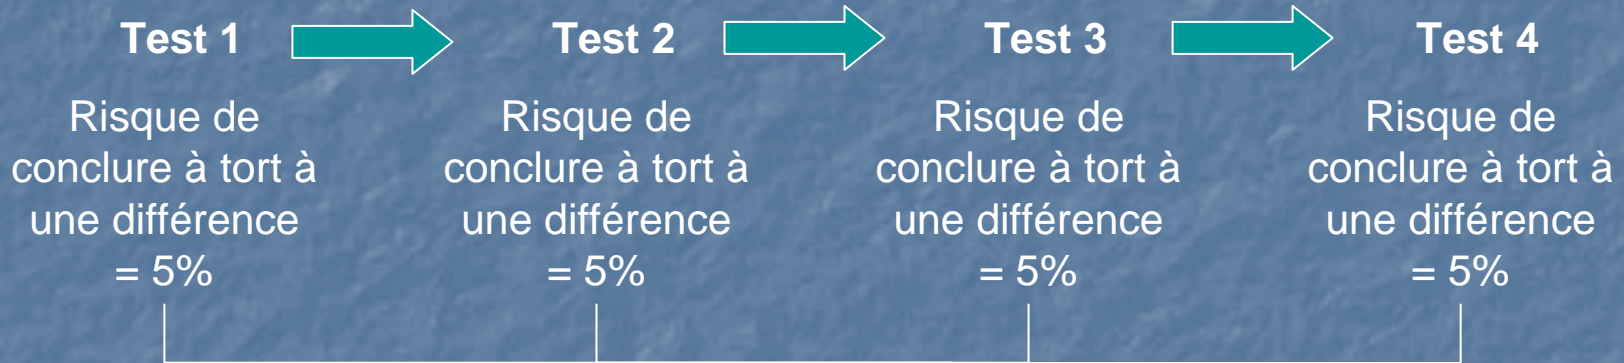 Test 1
Test 2
Test 3
Test 4
Risque de
conclure à tort à
une différence
= 5%
Risque de
conclure à tort à
une différence
= 5%
Risque de
conclure à tort à
une différence
= 5%
Risque de
conclure à tort à
une différence
= 5%